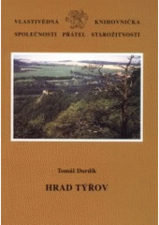 VLASTIVĚDNÁ KNIHOVNIČKA
SPOLEČNOSTI PŘÁTEL STAROŽITNOSTÍ
Tomáš Durdík
HRAD TÝŘOV